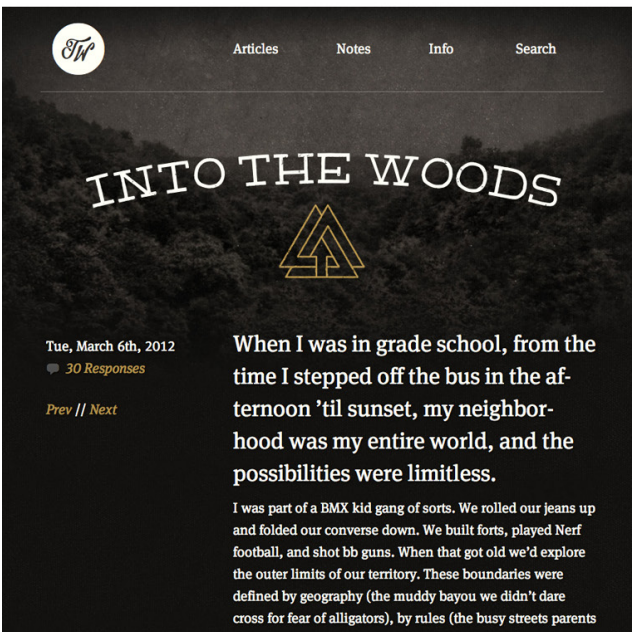 TW
Articles Notes Info Search
INTO THE WOODS
Tue, March 6th, 2012
30 Responses
Prev // Next
When I was in grade school, from the
time I stepped off the bus in the af-
ternoon ’til sunset, my neighbor-
hood was my entire world, and the
possibilities were limitless.
I was part of a BMX kid gang of sorts. We rolled our jeans up
and folded our converse down. We built forts, played Nerf
football, and shot bb guns. When that got old we’d explore
the outer limits of our territory. These boundaries were
defined by geography (the muddy bayou we didn’t dare
cross for fear of alligators), by rules (the busy streets parents